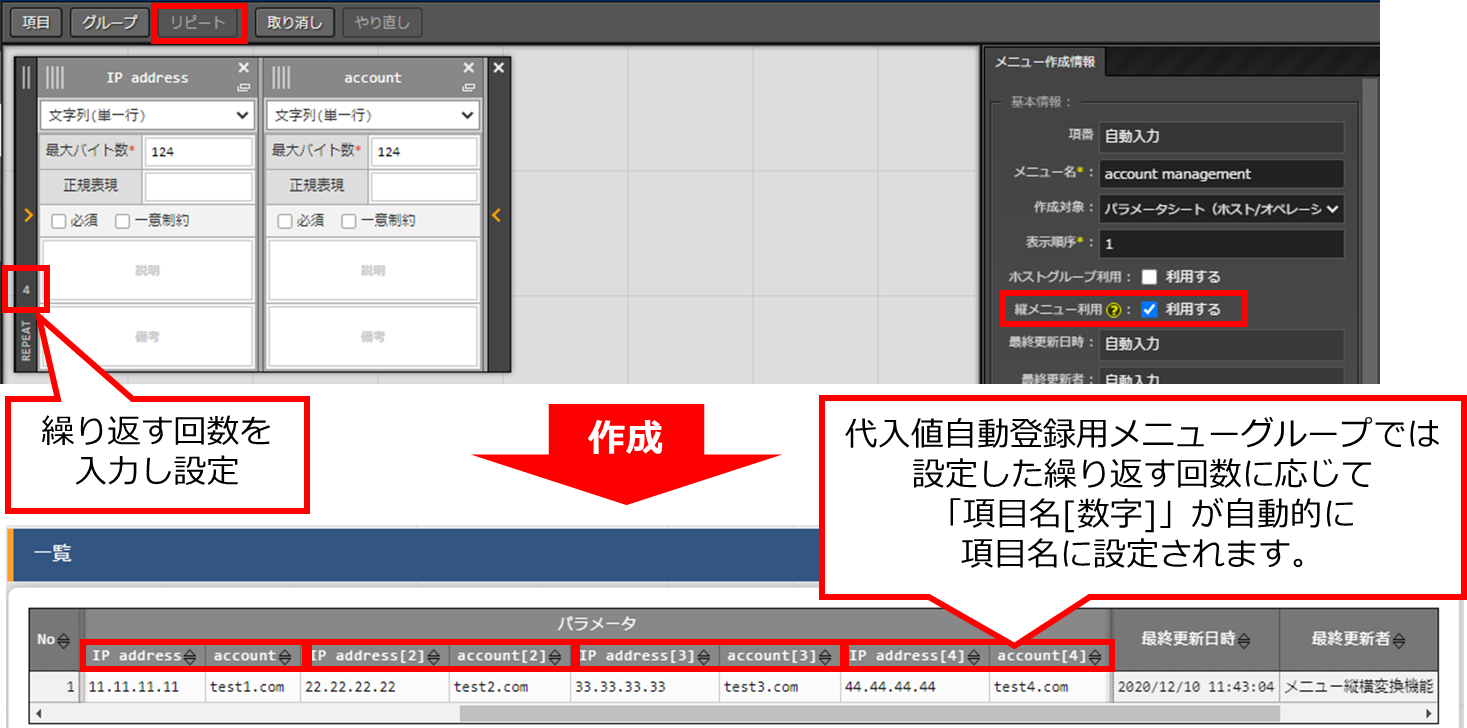 項目 グループ リピート 取り消し やり直し
IP address account
文字列(単一行) 文字列(単一行)
最大バイト数* 124 最大バイト数* 124
正規表現 正規表現
必須 一意制約 必須 一意制約
説明 説明
4
備考 備考
REPEAT
メニュー作成情報
基本情報：
項番 自動入力
メニュー名*： account management
作成対象： パラメータシート（ホスト/オペレーシ
表示順序*： 1
ホストグループ利用： 利用する
縦メニュー利用?： 利用する
最終更新日時： 自動入力
最終更新者： 自動入力
繰り返す回数を
入力し設定
作成
代入値自動登録用メニューグループでは
設定した繰り返す回数に応じて
「項目名[数字]」が自動的に
項目名に設定されます。
一覧
No パラメータ 最終更新日時 最終更新者
IP address account IP address[2] account[2] IP address[3] account[3] IP address[4] account[4]
1 11.11.11.11 test1.com 22.22.22.22 test2.com 33.33.33.33 test3.com 44.44.44.44 test4.com 2020/12/10 11:43:04 メニュー縦横変換機能